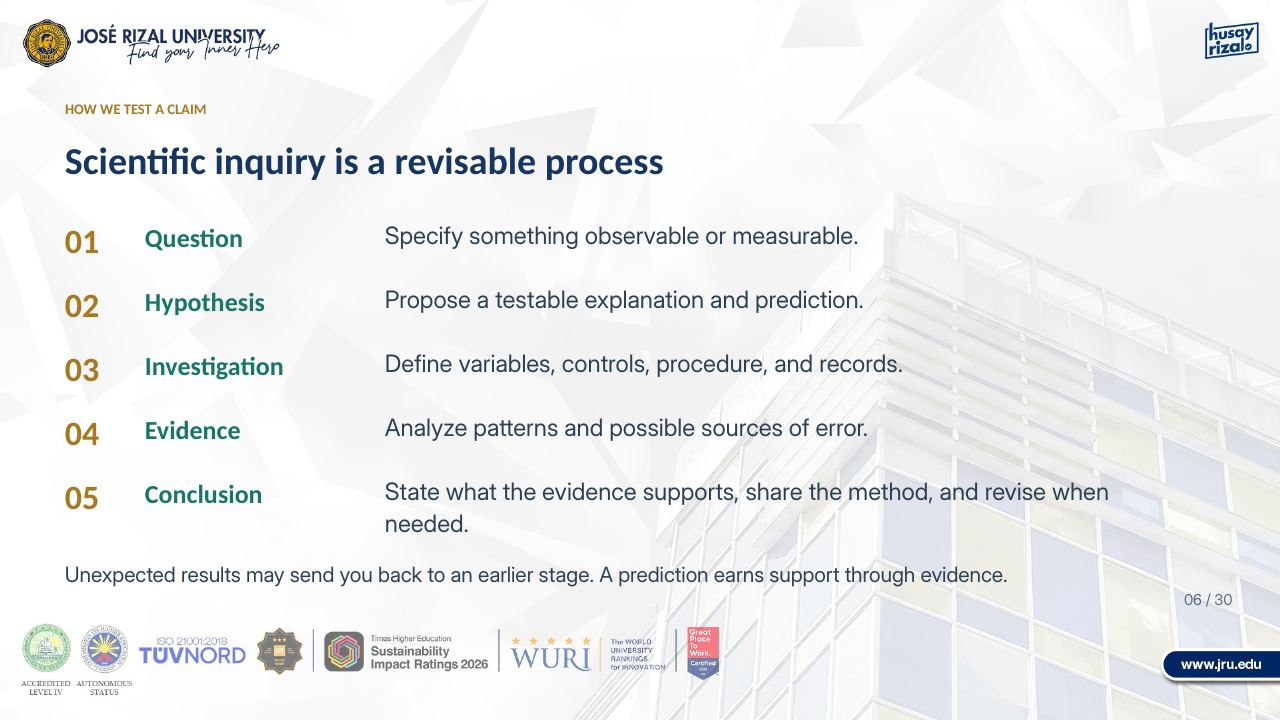 JOSÉ RIZAL UNIVERSITY
Find your Inner Hero
husay
rizal
HOW WE TEST A CLAIM
Scientific inquiry is a revisable process
01 Question Specify something observable or measurable.
02 Hypothesis Propose a testable explanation and prediction.
03 Investigation Define variables, controls, procedure, and records.
04 Evidence Analyze patterns and possible sources of error.
05 Conclusion State what the evidence supports, share the method, and revise when
needed.
Unexpected results may send you back to an earlier stage. A prediction earns support through evidence.
06 / 30
ACCREDITED
LEVEL IV
AUTONOMOUS
STATUS
ISO 21001:2018
TÜVNORD
Times Higher Education
Sustainability
Impact Ratings 2026
WURI
The WORLD
UNIVERSITY
RANKINGS
for INNOVATION
Great
Place
To
Work.
Certified
www.jru.edu